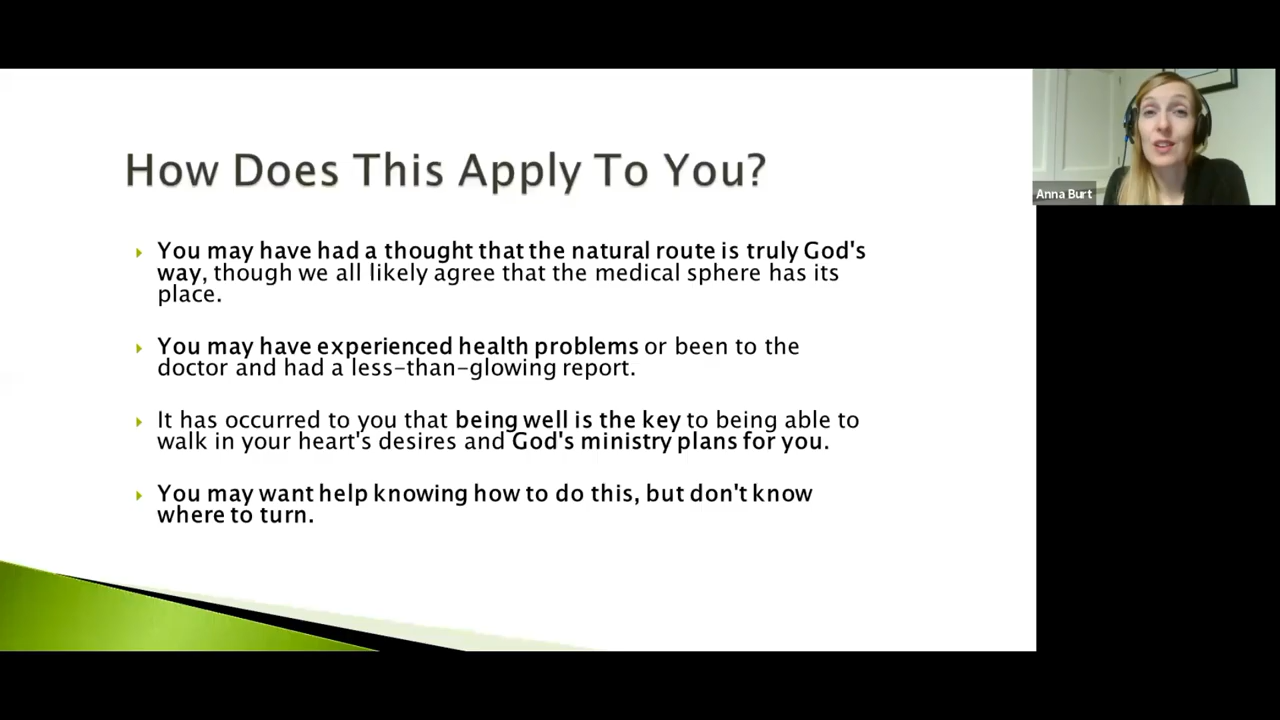 How Does This Apply To You?
You may have had a thought that the natural route is truly God's
way, though we all likely agree that the medical sphere has its
place.
You may have experienced health problems or been to the
doctor and had a less-than-glowing report.
It has occurred to you that being well is the key to being able to
walk in your heart's desires and God's ministry plans for you.
You may want help knowing how to do this, but don't know
where to turn.
Anna Burt